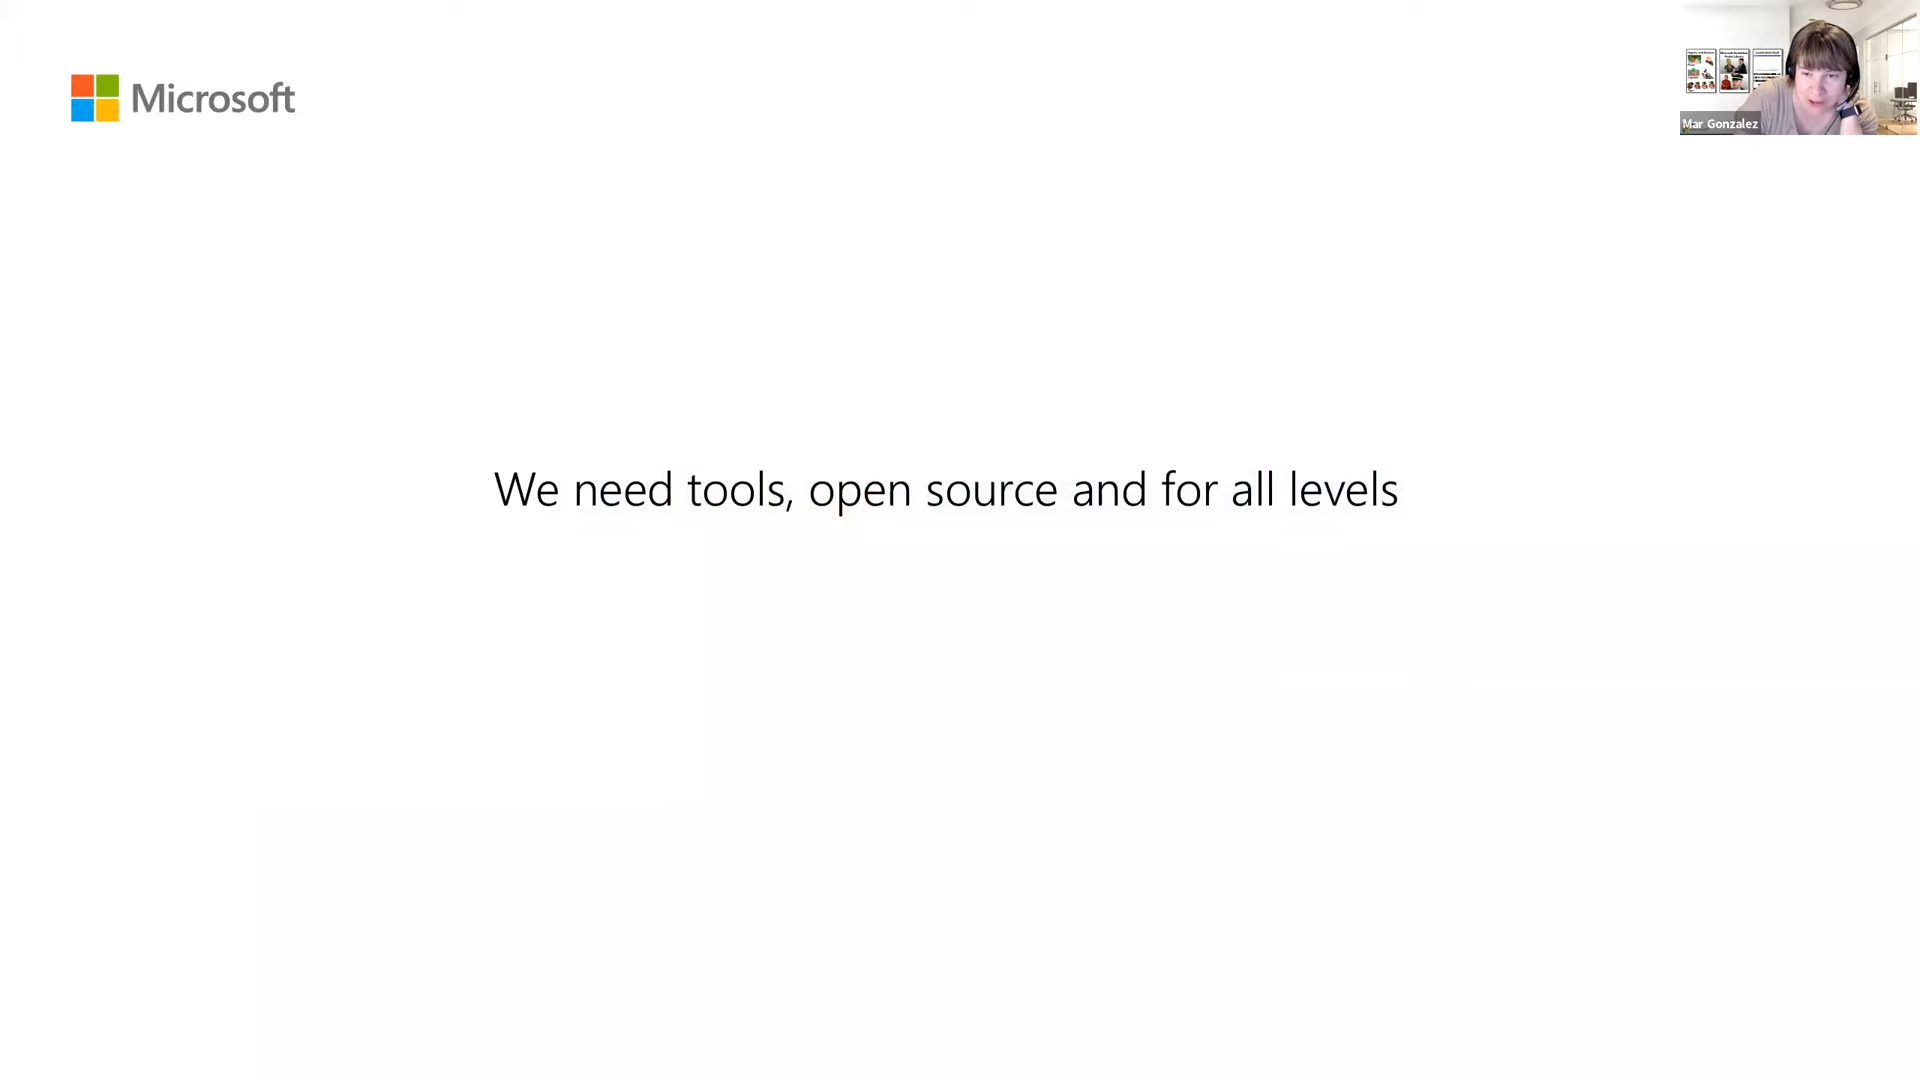 Microsoft
Mar Gonzalez
We need tools, open source and for all levels